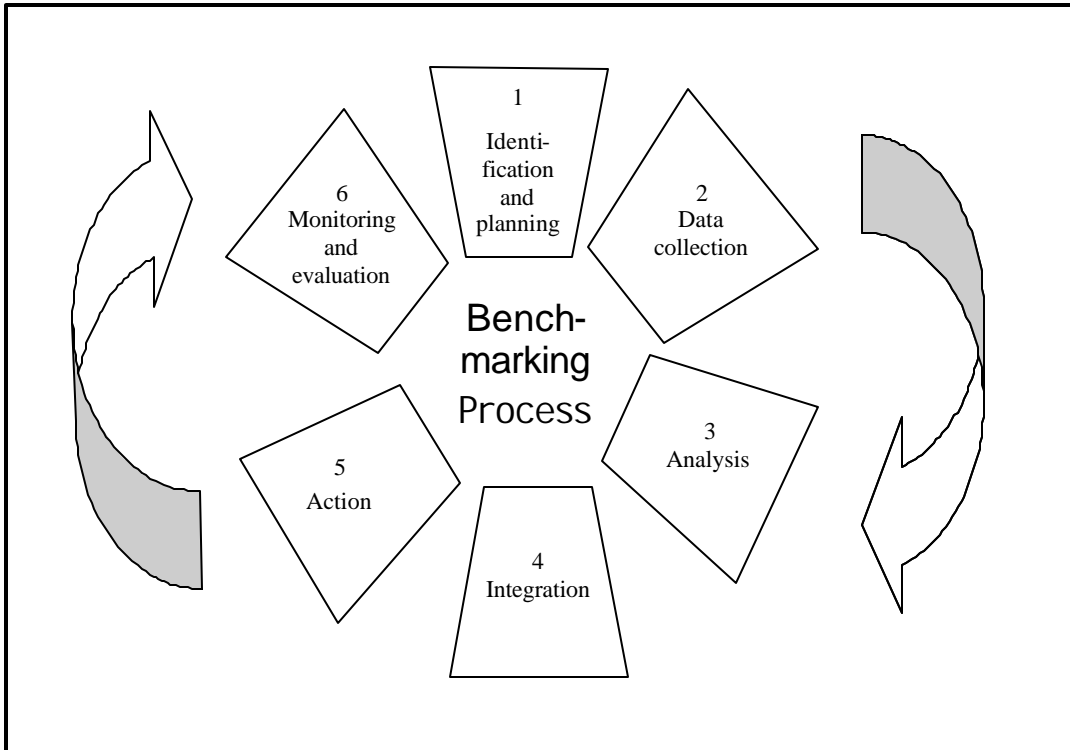 1
Identi-
fication
and
planning
2
Data
collection
3
Analysis
4
Integration
5
Action
6
Monitoring
and
evaluation
Bench-
marking
Process